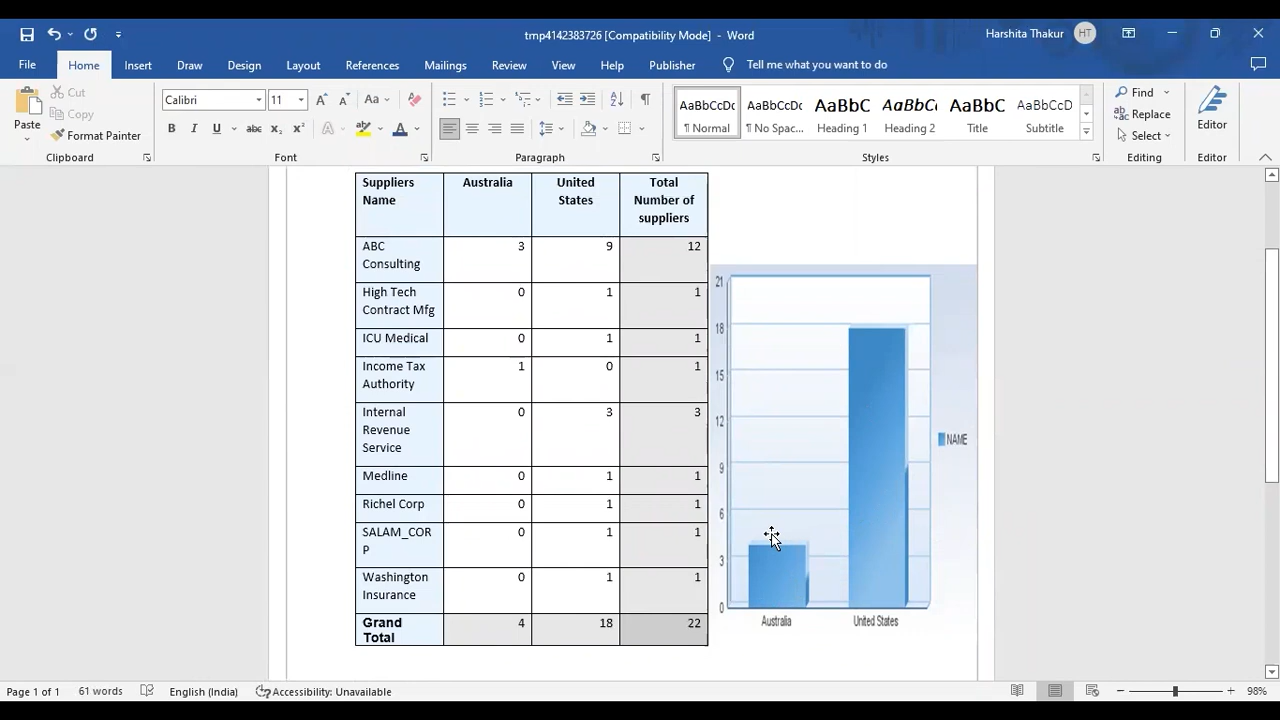 tmp4142383726 [Compatibility Mode] - Word
Harshita Thakur
HT
File Home Insert Draw Design Layout References Mailings Review View Help Publisher Tell me what you want to do
Paste
Cut
Copy
Format Painter
Clipboard
Calibri 11
Font
Paragraph
AaBbCcDc AaBbCcDc AaBbC AaBbCc AaBbC AaBbCcD
¶ Normal ¶ No Spac... Heading 1 Heading 2 Title Subtitle
Styles
Find
Replace
Select
Editing
Editor
Editor
Suppliers Name Australia United States Total Number of suppliers
ABC Consulting 3 9 12
High Tech Contract Mfg 0 1 1
ICU Medical 0 1 1
Income Tax Authority 1 0 1
Internal Revenue Service 0 3 3
Medline 0 1 1
Richel Corp 0 1 1
SALAM_CORP 0 1 1
Washington Insurance 0 1 1
Grand Total 4 18 22
21
18
15
12
9
6
3
0
Australia United States
NAME
Page 1 of 1 61 words English (India) Accessibility: Unavailable 98%